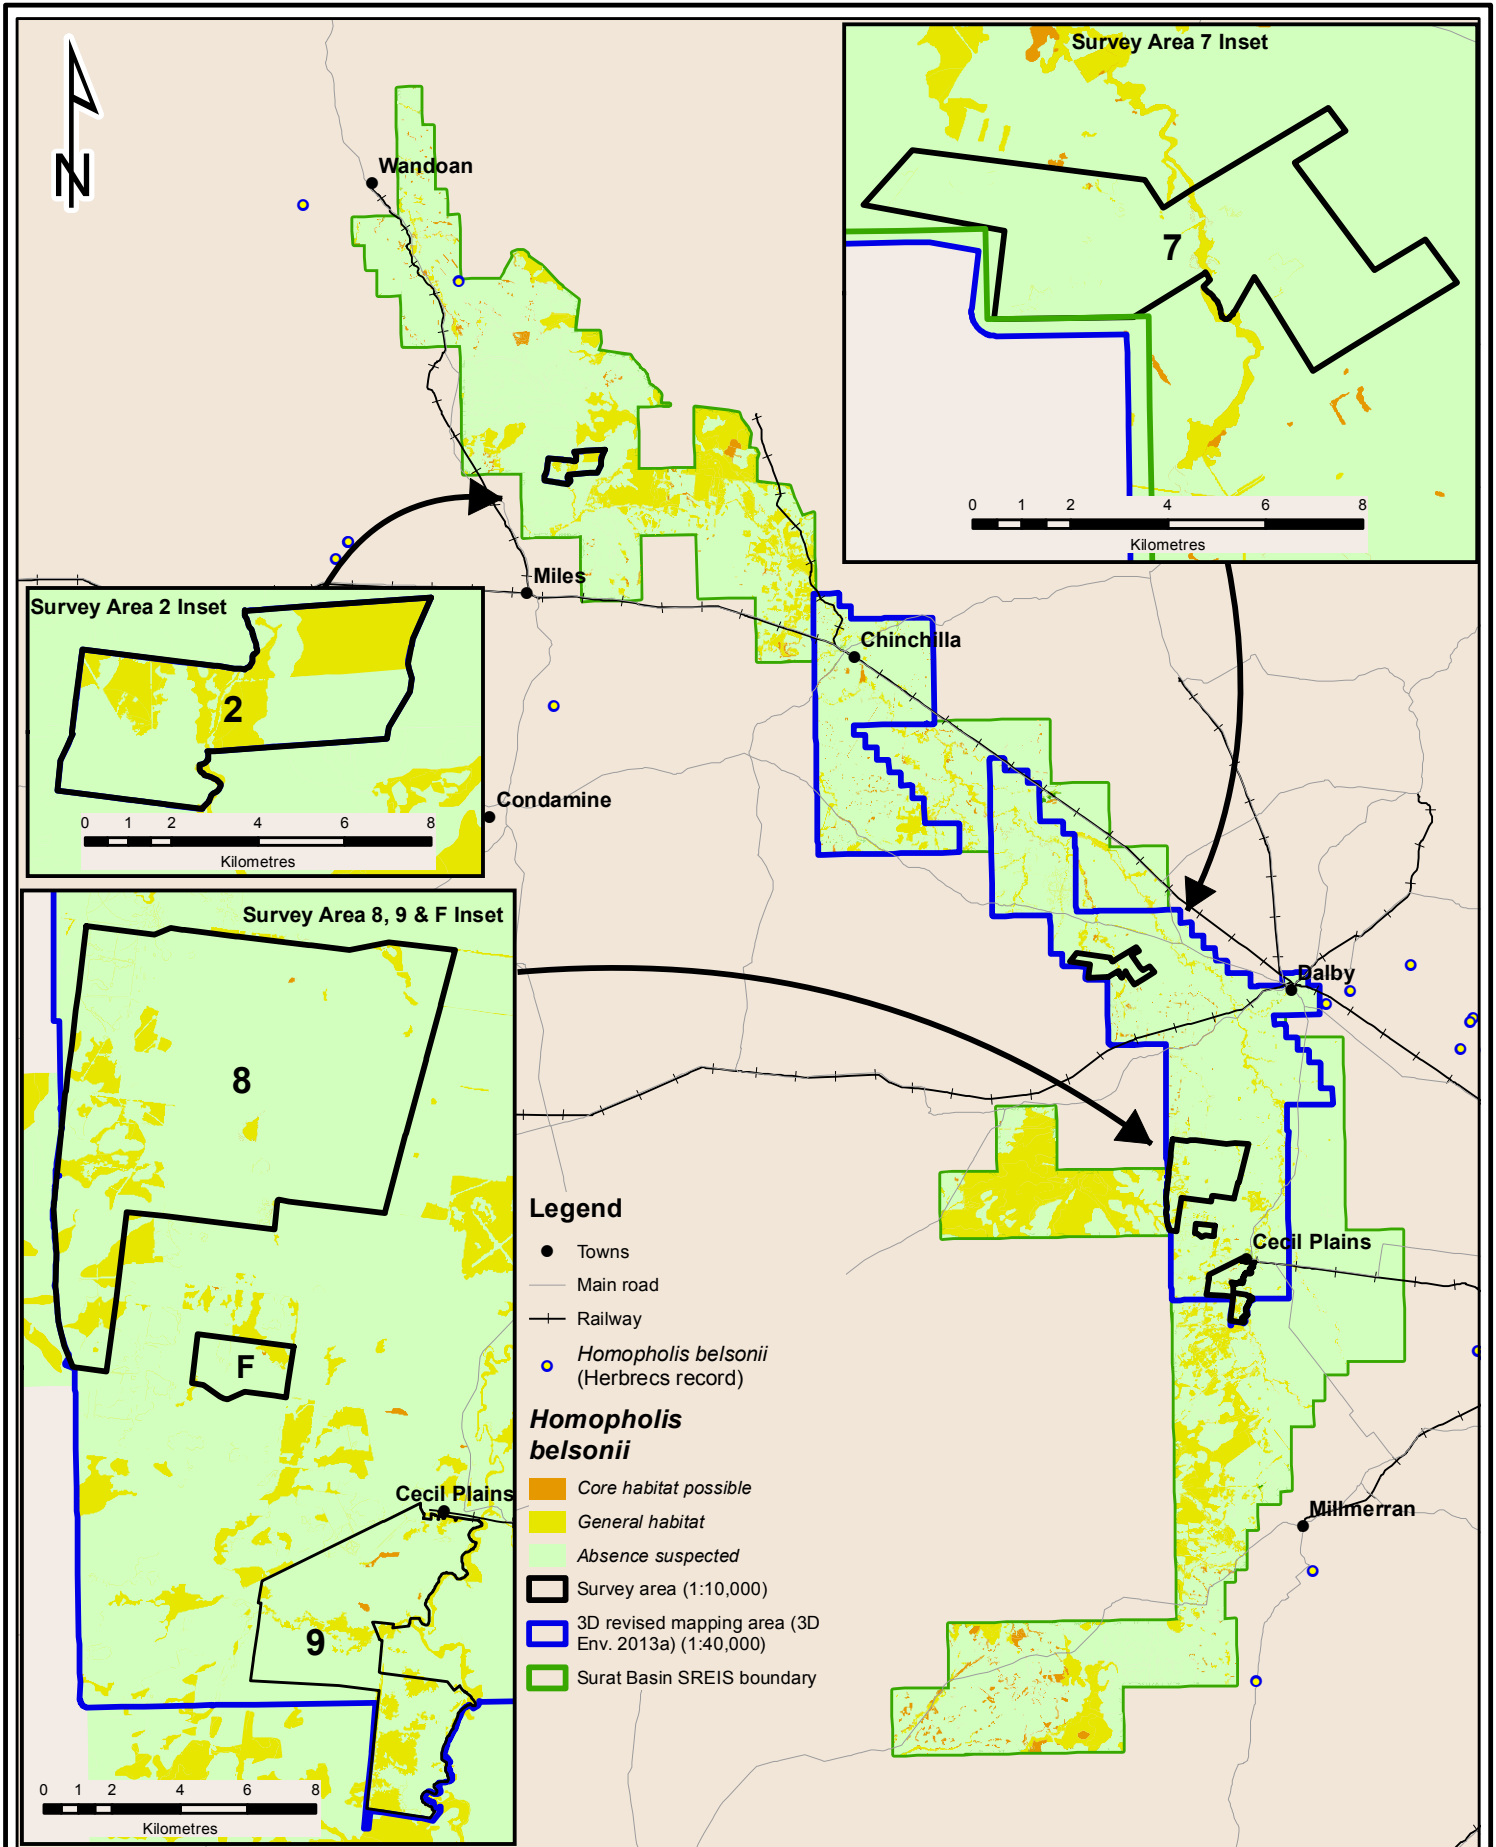 Survey Area 7 Inset
N
Wandoan
7
0 1 2 4 6 8
Kilometres
Miles
Survey Area 2 Inset
2
0 1 2 4 6 8
Kilometres
Chinchilla
Condamine
Survey Area 8, 9 & F Inset
8
F
Cecil Plains
9
0 1 2 4 6 8
Kilometres
Dalby
Cecil Plains
Millmerran
Legend
Towns
Main road
Railway
Homopholis belsonii
(Herbrecs record)
Homopholis
belsonii
Core habitat possible
General habitat
Absence suspected
Survey area (1:10,000)
3D revised mapping area (3D
Env. 2013a) (1:40,000)
Surat Basin SREIS boundary